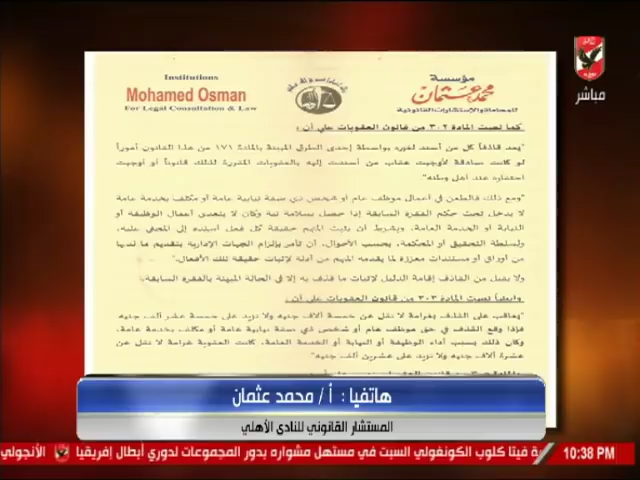 مباشر
Institutions
Mohamed Osman
For Legal Consultation & Law
مؤسسة
محمد عثمان
للمحاماة والاستشارات القانونية
كما نصت المادة ٣٠٢ من قانون العقوبات علي أن :
"يعد قاذفاً كل من أسند لغيره بواسطة إحدى الطرق المبينة بالمادة ١٧١ من هذا القانون أموراً
لو كانت صادقة لأوجبت عقاب من أسندت إليه بالعقوبات المقررة لذلك قانوناً أو أوجبت
احتقاره عند أهل وطنه"
"ومع ذلك فالطعن في أعمال موظف عام أو شخص ذي صفة نيابية عامة أو مكلف بخدمة عامة
لا يدخل تحت حكم الفقرة السابقة إذا حصل بسلامة نية وكان لا يتعدى أعمال الوظيفة أو
النيابة أو الخدمة العامة، وبشرط أن يثبت المتهم حقيقة كل فعل أسنده إلى المجني عليه،
ولسلطة التحقيق أو المحكمة، بحسب الأحوال، أن تأمر بإلزام الجهات الإدارية بتقديم ما لديها
من أوراق أو مستندات معززة لما يقدمه المتهم من أدلة لإثبات حقيقة تلك الأفعال."
ولا يقبل من القاذف إقامة الدليل لإثبات ما قذف به إلا في الحالة المبينة بالفقرة السابقة.
وأيضاً نصت المادة ٣٠٣ من قانون العقوبات علي أن :
"يعاقب على القذف بغرامة لا تقل عن خمسة آلاف جنيه ولا تزيد على خمسة عشر ألف جنيه
فإذا وقع القذف في حق موظف عام أو شخص ذي صفة نيابية عامة أو مكلف بخدمة عامة،
وكان ذلك بسبب أداء الوظيفة أو النيابة أو الخدمة العامة، كانت العقوبة غرامة لا تقل عن
عشرة آلاف جنيه ولا تزيد على عشرين ألف جنيه"
هاتفيا : أ / محمد عثمان
المستشار القانوني للنادى الأهلي
فيتا كلوب الكونغولي السبت في مستهل مشواره بدور المجموعات لدوري أبطال إفريقيا
الأنجولي
10:38 PM